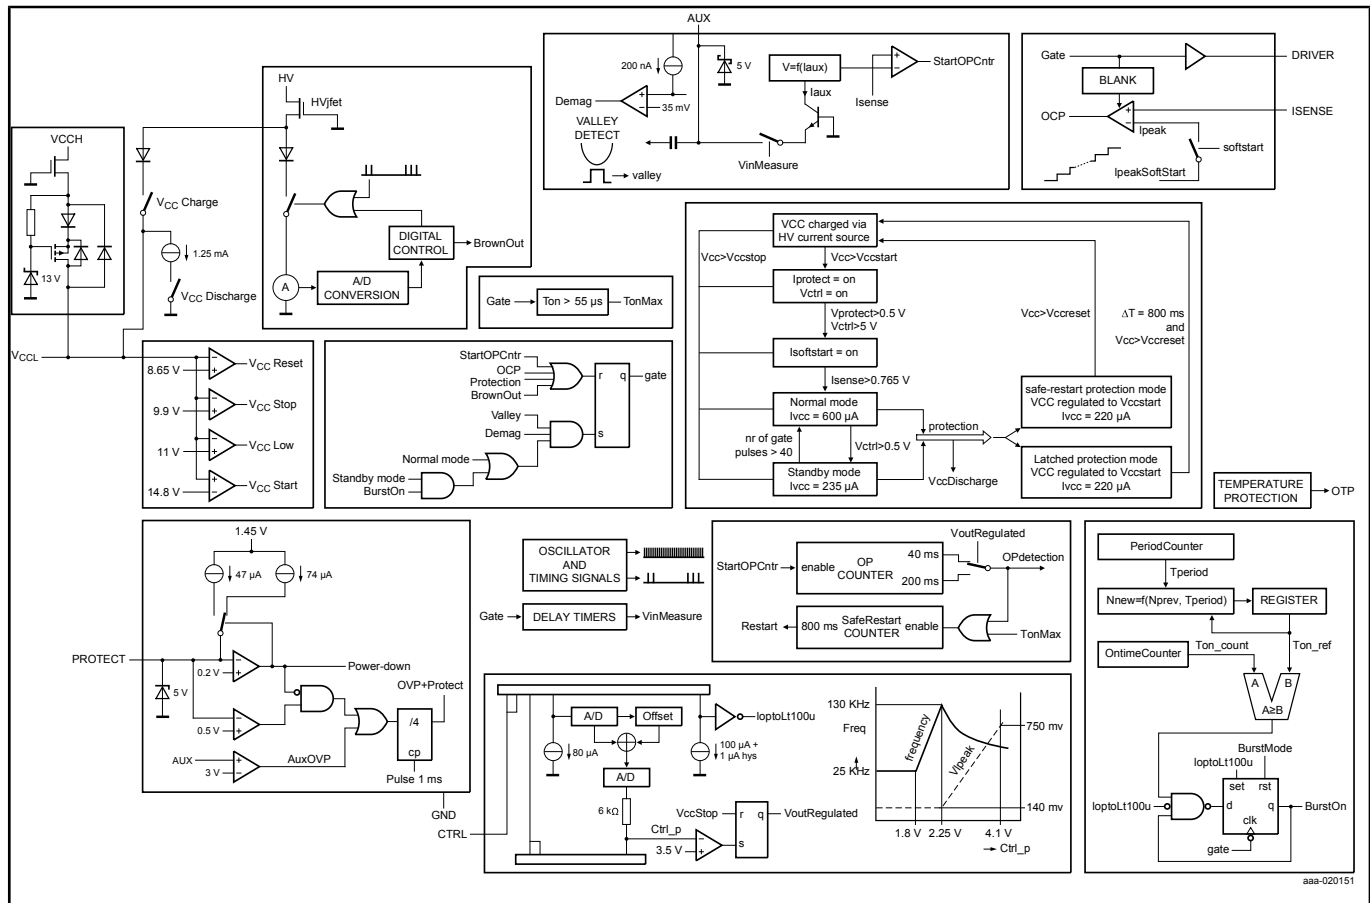 AUX
HV
HVjfet
200 nA
5 V
V=f(Iaux)
StartOPCntr
Demag
+
−
35 mV
Iaux
Isense
VALLEY
DETECT
VinMeasure
valley
Gate
DRIVER
BLANK
OCP
+
−
ISENSE
Ipeak
softstart
IpeakSoftStart
VCCH
13 V
VCC Charge
1.25 mA
VCC Discharge
DIGITAL
CONTROL
BrownOut
A
A/D
CONVERSION
Gate
Ton > 55 µs
TonMax
VCC charged via
HV current source
Vcc>Vccstop
Vcc>Vccstart
Iprotect = on
Vctrl = on
Vprotect>0.5 V
Vctrl>5 V
Isoftstart = on
Isense>0.765 V
Normal mode
Ivcc = 600 µA
nr of gate
pulses > 40
Vctrl>0.5 V
Standby mode
Ivcc = 235 µA
protection
VccDischarge
Vcc>Vccreset
ΔT = 800 ms
and
Vcc>Vccreset
safe-restart protection mode
VCC regulated to Vccstart
Ivcc = 220 µA
Latched protection mode
VCC regulated to Vccstart
Ivcc = 220 µA
TEMPERATURE
PROTECTION
OTP
VCCL
8.65 V
VCC Reset
9.9 V
VCC Stop
11 V
VCC Low
14.8 V
VCC Start
StartOPCntr
OCP
Protection
BrownOut
r
q
gate
Valley
Demag
s
Normal mode
Standby mode
BurstOn
1.45 V
47 µA
74 µA
PROTECT
0.2 V
Power-down
5 V
OVP+Protect
0.5 V
/4
cp
AUX
3 V
AuxOVP
Pulse 1 ms
GND
OSCILLATOR
AND
TIMING SIGNALS
Gate
DELAY TIMERS
VinMeasure
VoutRegulated
StartOPCntr
enable
OP
COUNTER
40 ms
200 ms
OPdetection
Restart
800 ms
SafeRestart
COUNTER
enable
TonMax
CTRL
A/D
Offset
IoptoLt100u
80 µA
100 µA +
1 µA hys
A/D
6 kΩ
Ctrl_p
3.5 V
VccStop
r
q
s
VoutRegulated
130 KHz
Freq
25 KHz
frequency
VIpeak
750 mv
140 mv
1.8 V
2.25 V
4.1 V
Ctrl_p
PeriodCounter
Tperiod
Nnew=f(Nprev, Tperiod)
REGISTER
OntimeCounter
Ton_count
Ton_ref
A
B
A≥B
BurstMode
IoptoLt100u
set
rst
IoptoLt100u
d
q
BurstOn
clk
gate
aaa-020151